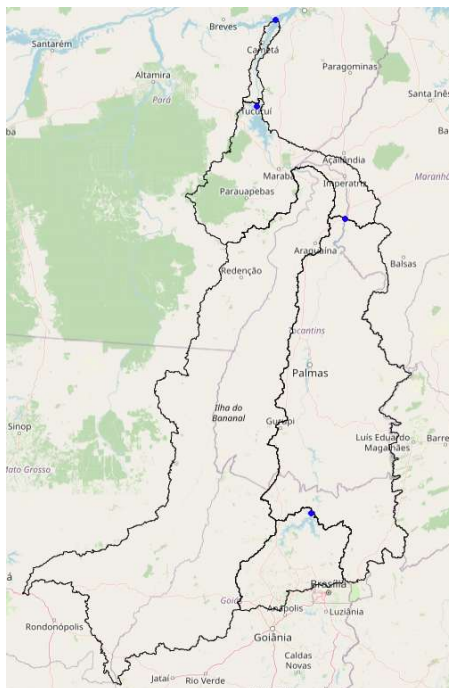 Breves
Santarém
Cametá
Paragominas
Altamira
Pará
Santa Inês
Tucuruí
Açailândia
Marabá
Imperatriz
Maranhão
Parauapebas
Araguaína
Balsas
Redenção
Tocantins
Palmas
Ilha do
Bananal
Gurupi
Sinop
Luís Eduardo
Magalhães
Barre
Mato Grosso
Brasília
Goiás
Anápolis
Luziânia
Rondonópolis
Goiânia
Caldas
Novas
Jataí
Rio Verde